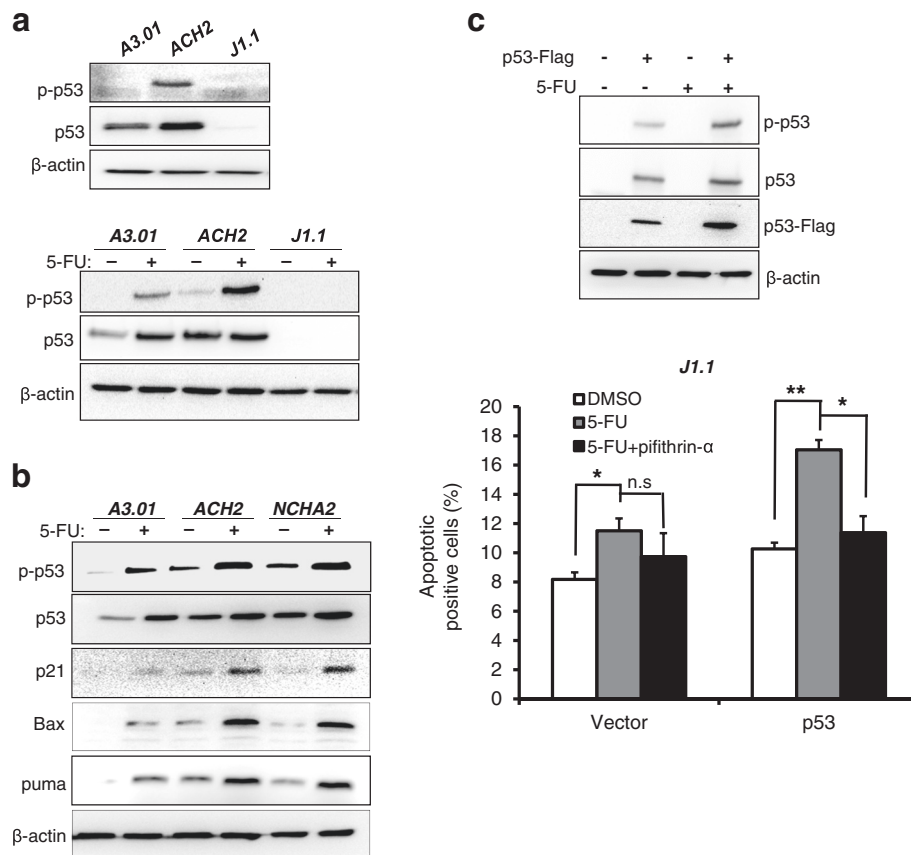 a
A3.01 ACH2 J1.1
p-p53
p53
β-actin
A3.01 ACH2 J1.1
5-FU: – + – + – +
p-p53
p53
β-actin
b
A3.01 ACH2 NCHA2
5-FU: – + – + – +
p-p53
p53
p21
Bax
puma
β-actin
c
p53-Flag - + - +
5-FU - - + +
p-p53
p53
p53-Flag
β-actin
J1.1
DMSO
5-FU
5-FU+pifithrin-α
* n.s ** *
Apoptotic
positive cells (%)
20
18
16
14
12
10
8
6
4
2
0
Vector p53